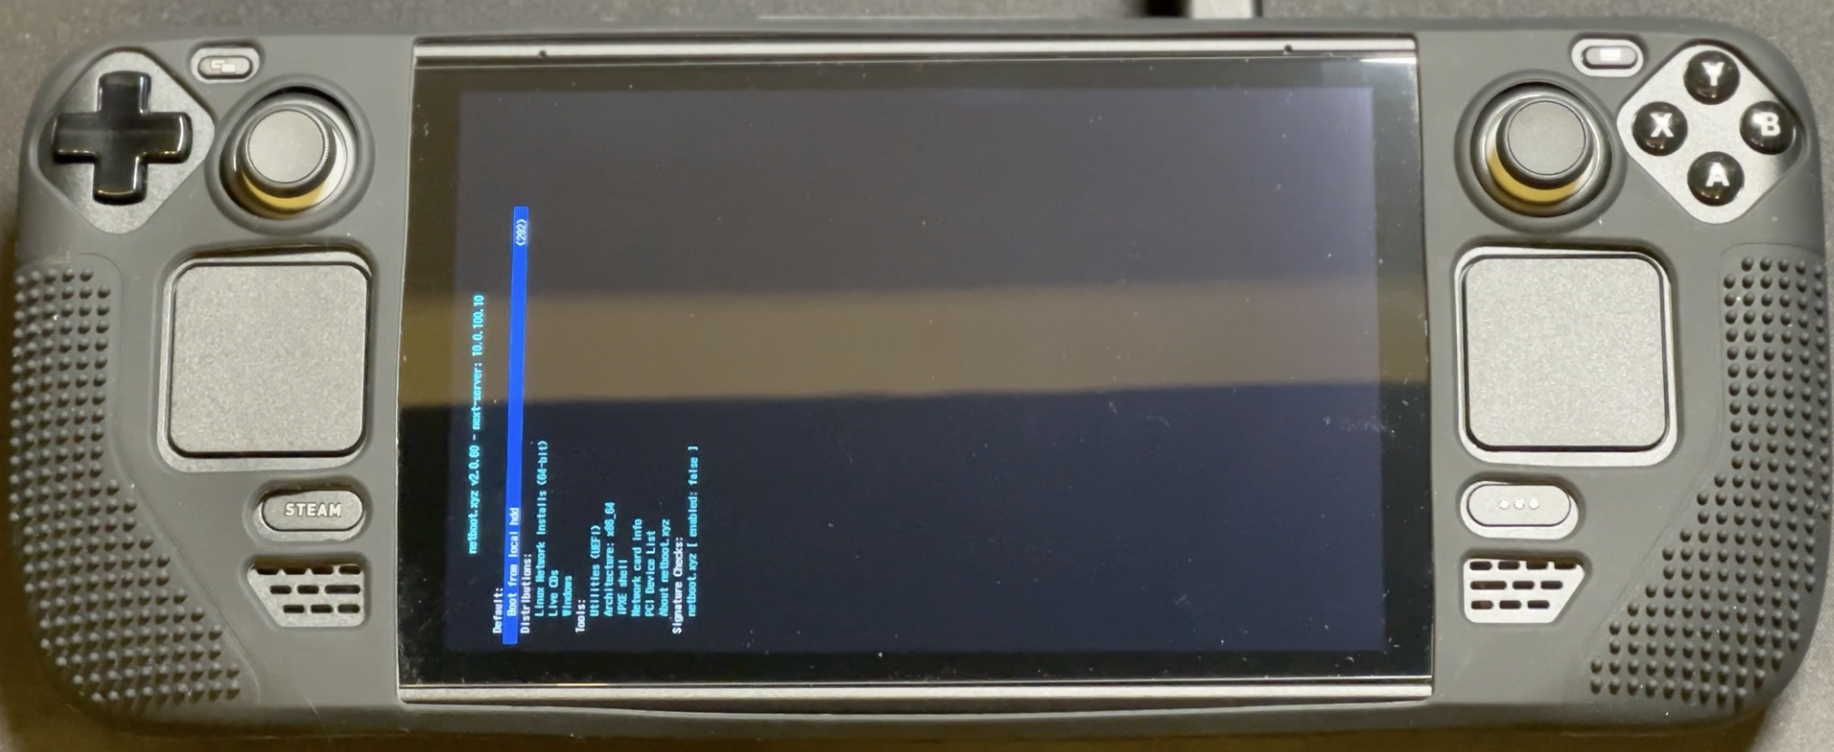 netboot.xyz v2.0.60 - next-server: 10.0.100.10
Default:
Boot from local hdd (292)
Distributions:
Linux Network Installs (64-bit)
Live CDs
Windows
Tools:
Utilities (UEFI)
Architecture: x86_64
iPXE shell
Network card info
PCI Device List
About netboot.xyz
Signature Checks:
netboot.xyz [ enabled: false ]
STEAM
Y
X
B
A